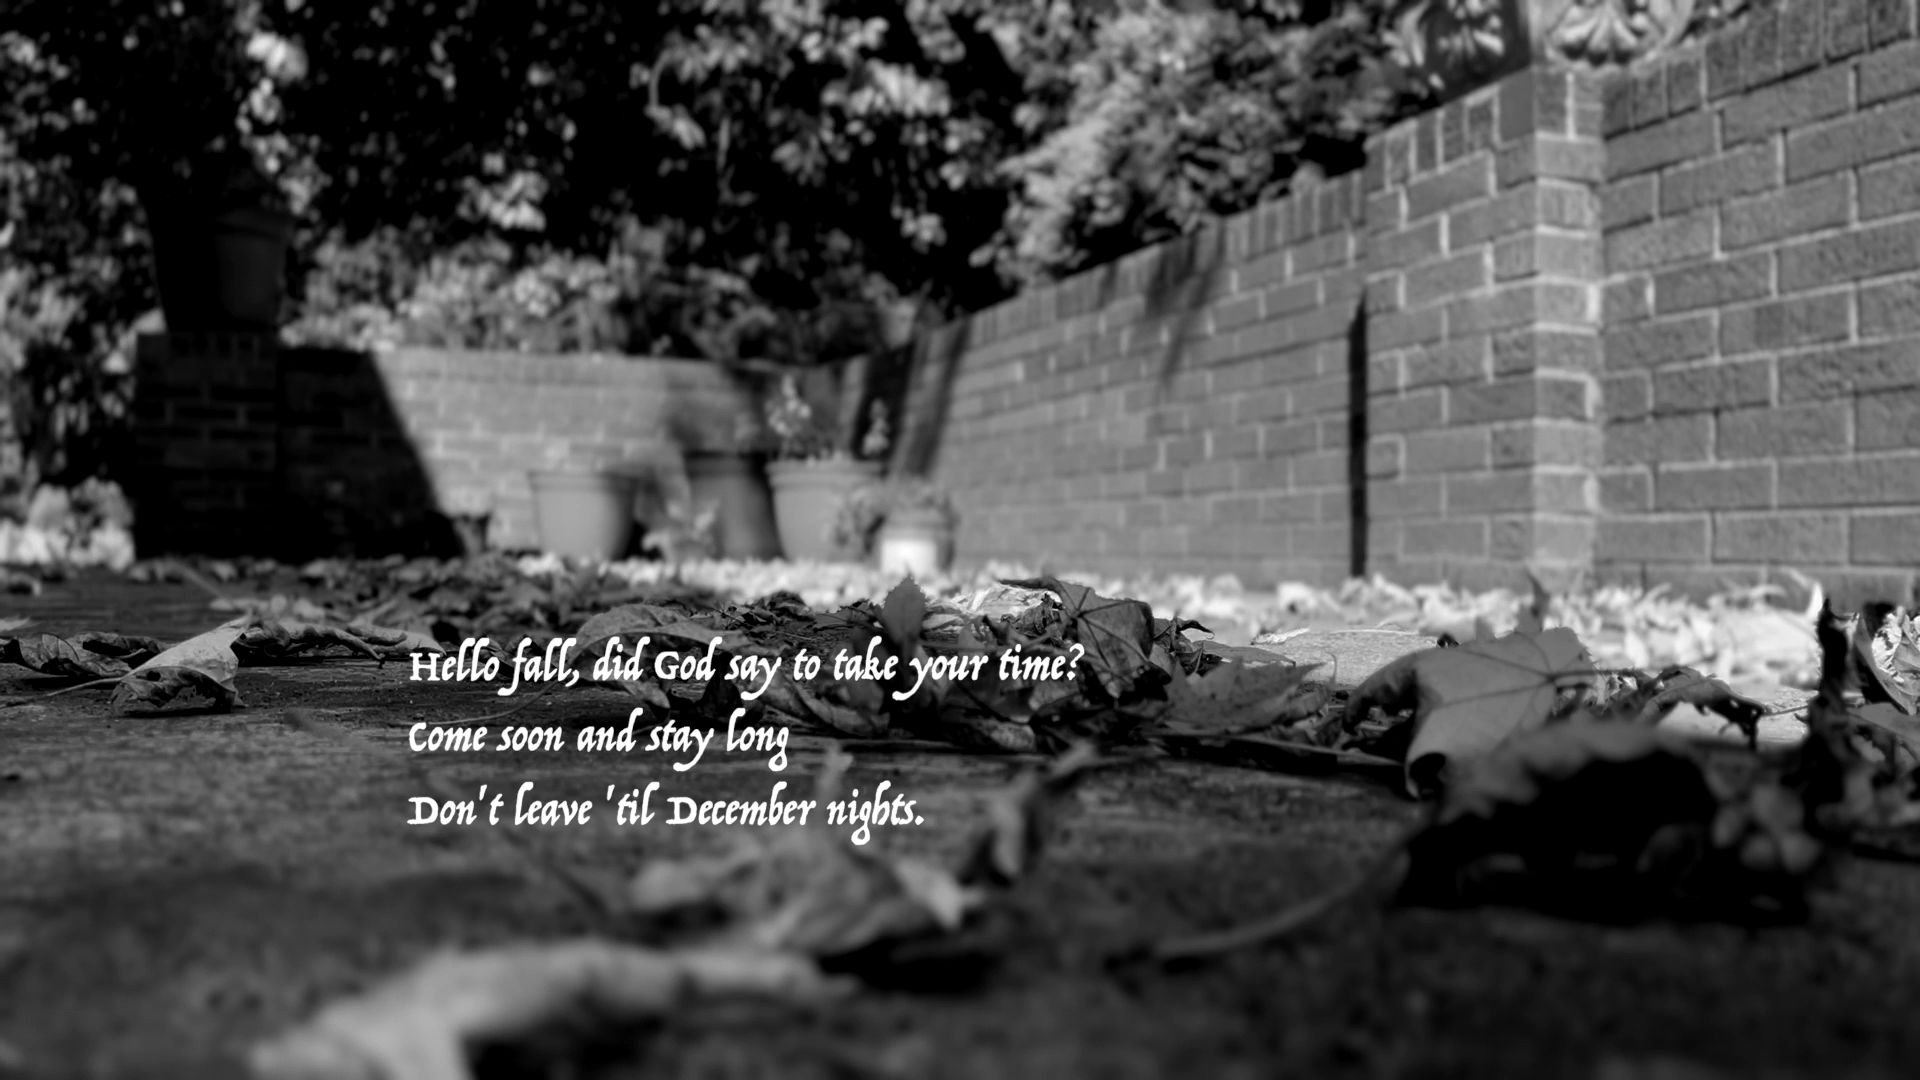 Hello fall, did God say to take your time?
Come soon and stay long
Don't leave 'til December nights.